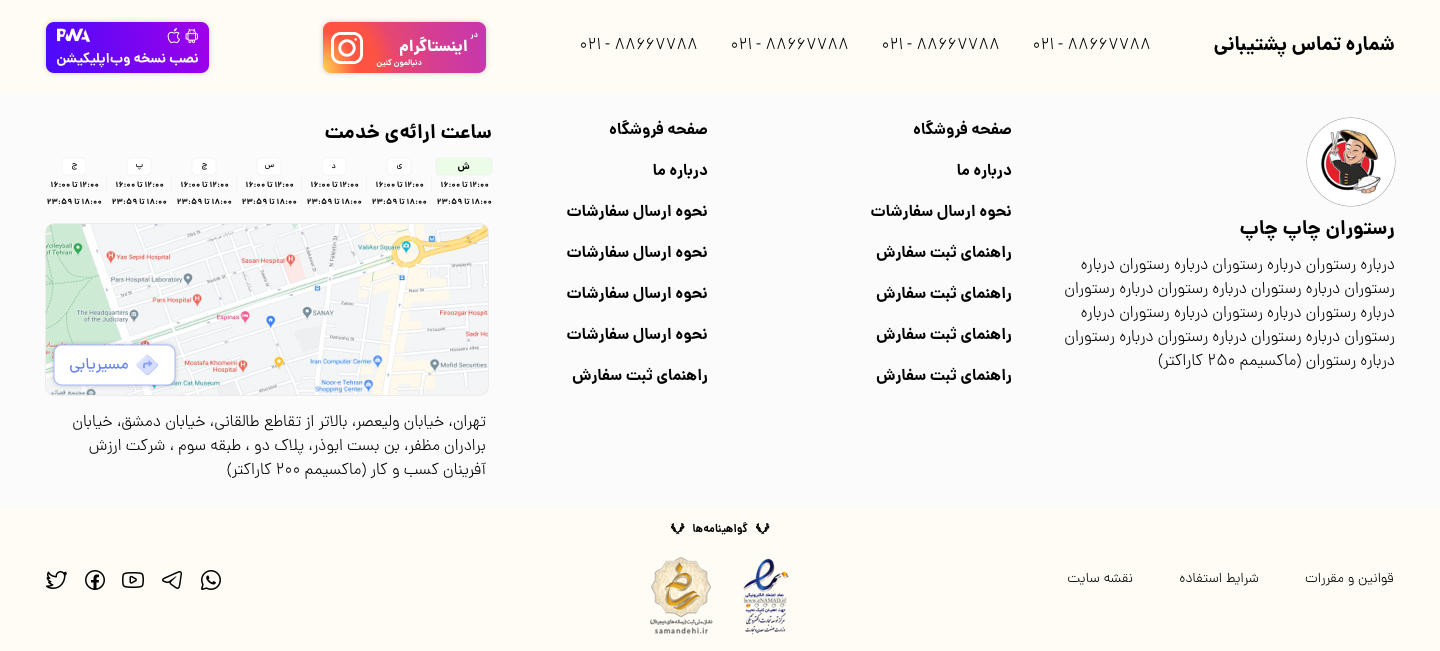 شماره تماس پشتیبانی
۰۲۱ - ۸۸۶۶۷۷۸۸
۰۲۱ - ۸۸۶۶۷۷۸۸
۰۲۱ - ۸۸۶۶۷۷۸۸
۰۲۱ - ۸۸۶۶۷۷۸۸
در اینستاگرام
دنبالمون کنین
PWA
نصب نسخه وب‌اپلیکیشن
رستوران چاپ چاپ
درباره رستوران درباره رستوران درباره رستوران درباره
رستوران درباره رستوران درباره رستوران درباره رستوران
درباره رستوران درباره رستوران درباره رستوران درباره
رستوران درباره رستوران درباره رستوران درباره رستوران
درباره رستوران (ماکسیمم ۲۵۰ کاراکتر)
صفحه فروشگاه
درباره ما
نحوه ارسال سفارشات
راهنمای ثبت سفارش
راهنمای ثبت سفارش
راهنمای ثبت سفارش
راهنمای ثبت سفارش
صفحه فروشگاه
درباره ما
نحوه ارسال سفارشات
نحوه ارسال سفارشات
نحوه ارسال سفارشات
نحوه ارسال سفارشات
راهنمای ثبت سفارش
ساعت ارائه‌ی خدمت
ش ی د س چ پ ج
۱۲:۰۰ تا ۱۶:۰۰ ۱۲:۰۰ تا ۱۶:۰۰ ۱۲:۰۰ تا ۱۶:۰۰ ۱۲:۰۰ تا ۱۶:۰۰ ۱۲:۰۰ تا ۱۶:۰۰ ۱۲:۰۰ تا ۱۶:۰۰ ۱۲:۰۰ تا ۱۶:۰۰
۱۸:۰۰ تا ۲۳:۵۹ ۱۸:۰۰ تا ۲۳:۵۹ ۱۸:۰۰ تا ۲۳:۵۹ ۱۸:۰۰ تا ۲۳:۵۹ ۱۸:۰۰ تا ۲۳:۵۹ ۱۸:۰۰ تا ۲۳:۵۹ ۱۸:۰۰ تا ۲۳:۵۹
Volleyball
of Tehran
Yas Sepid Hospital
Sasan Hospital
ValiAsr Square
Pars Hospital Laboratory
Pars Hospital
The Headquarters
of the Judiciary
Espinas
SANAY
Firoozgar Hospital
Sadr Ho
Mostafa Khomeini
Hospital
Iran Computer Center
Mofid Securities
Cat Museum
Noor-e Tehran
Shopping Center
مسیریابی
تهران، خیابان ولیعصر، بالاتر از تقاطع طالقانی، خیابان دمشق، خیابان
برادران مظفر، بن بست ابوذر، پلاک دو ، طبقه سوم ، شرکت ارزش
آفرینان کسب و کار (ماکسیمم ۲۰۰ کاراکتر)
گواهینامه‌ها
قوانین و مقررات
شرایط استفاده
نقشه سایت
نماد اعتماد الکترونیکی
www.eNAMAD.ir
samandehi.ir